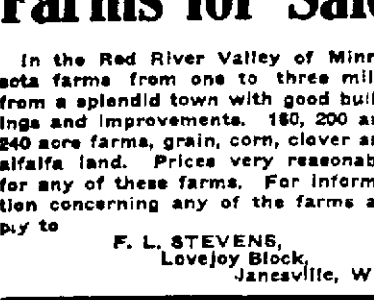 Farms for Sale
In the Red River Valley of Minn
sota farms from one to three mil
from a splendid town with good buil
ings and improvements. 160, 200 an
240 acre farms, grain, corn, clover an
alfalfa land. Prices very reasonab
for any of these farms. For inform
tion concerning any of the farms a
ply to
F. L. STEVENS,
Lovejoy Block,
Janesville, W